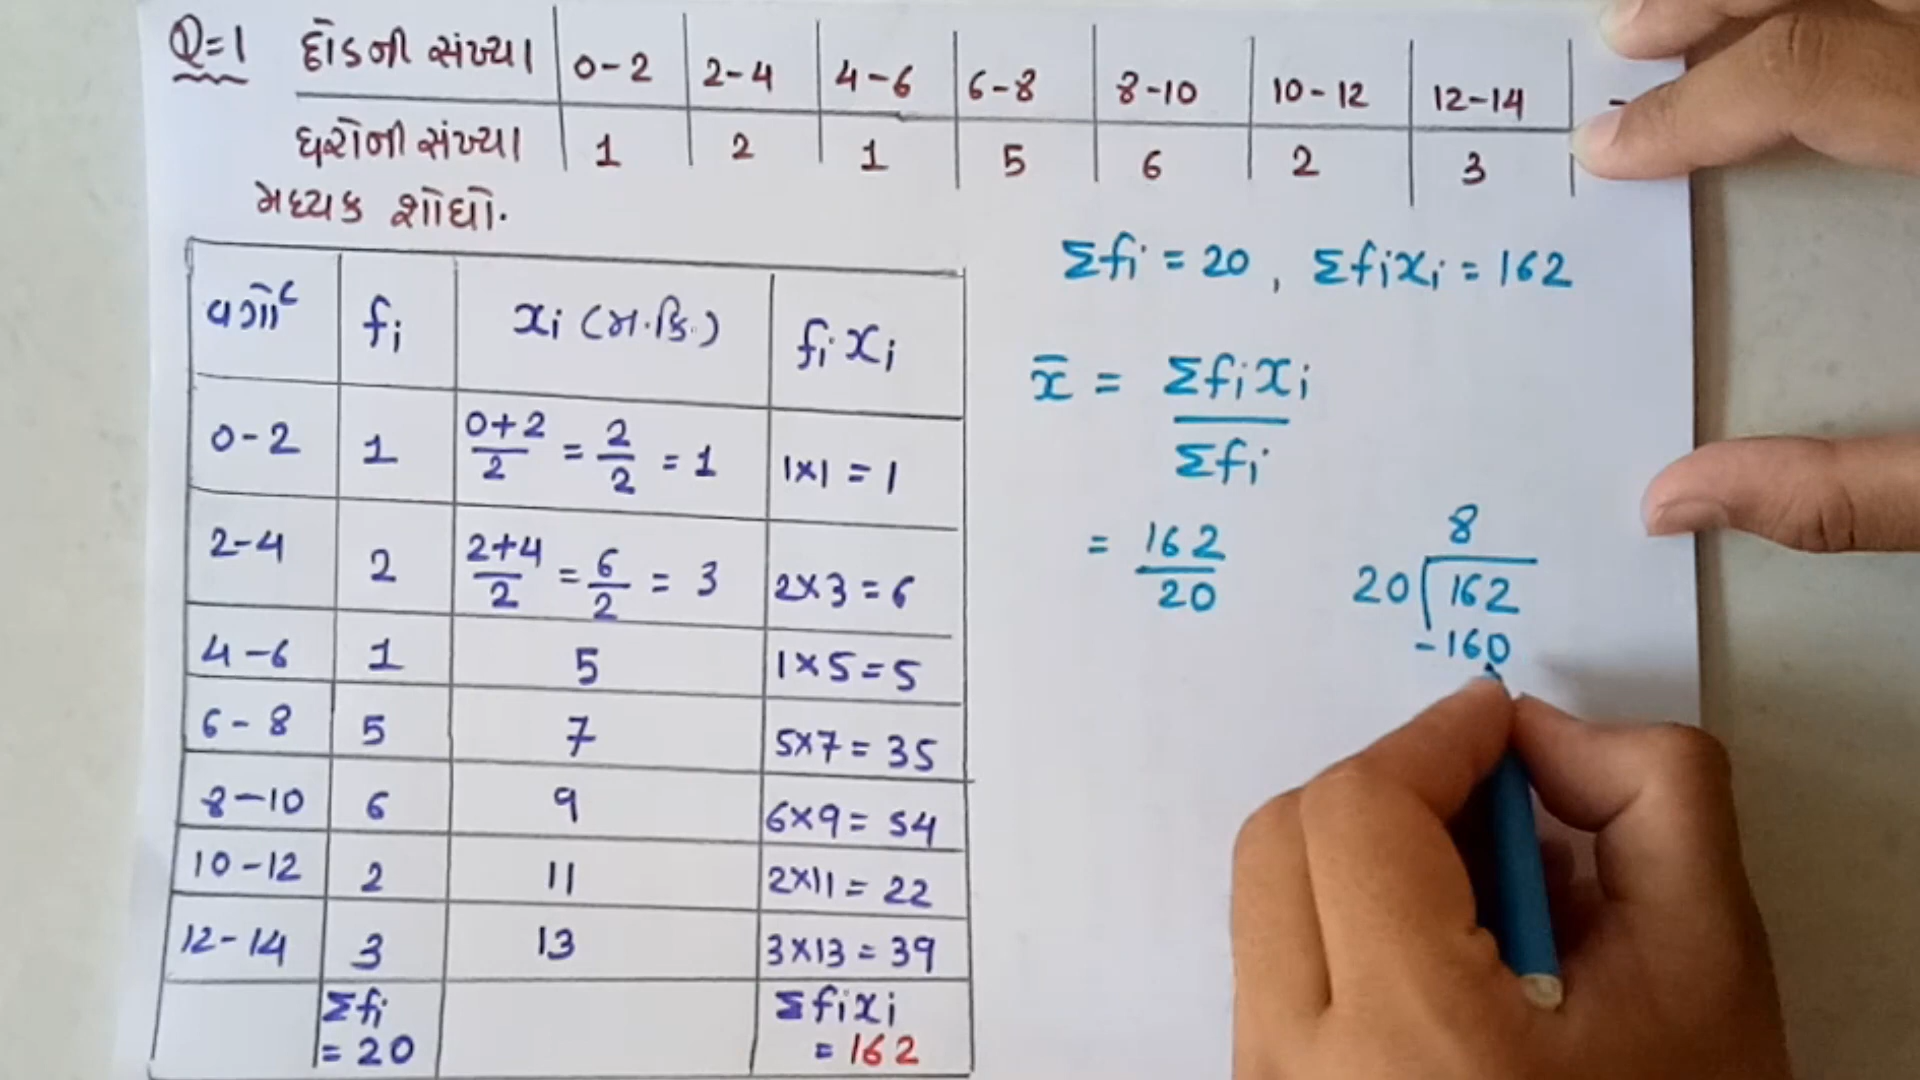 Q=1 છોડની સંખ્યા 0-2 2-4 4-6 6-8 8-10 10-12 12-14
ઘરોની સંખ્યા 1 2 1 5 6 2 3
મધ્યક શોધો.
વર્ગ fi xi (મ.કિ.) fixi
0-2 1 0+2/2 = 2/2 = 1 1×1 = 1
2-4 2 2+4/2 = 6/2 = 3 2×3 = 6
4-6 1 5 1×5 = 5
6-8 5 7 5×7 = 35
8-10 6 9 6×9 = 54
10-12 2 11 2×11 = 22
12-14 3 13 3×13 = 39
Σfi = 20 Σfixi = 162
Σfi = 20, Σfixi = 162
x̄ = Σfixi / Σfi
= 162/20
8
20 162
-160